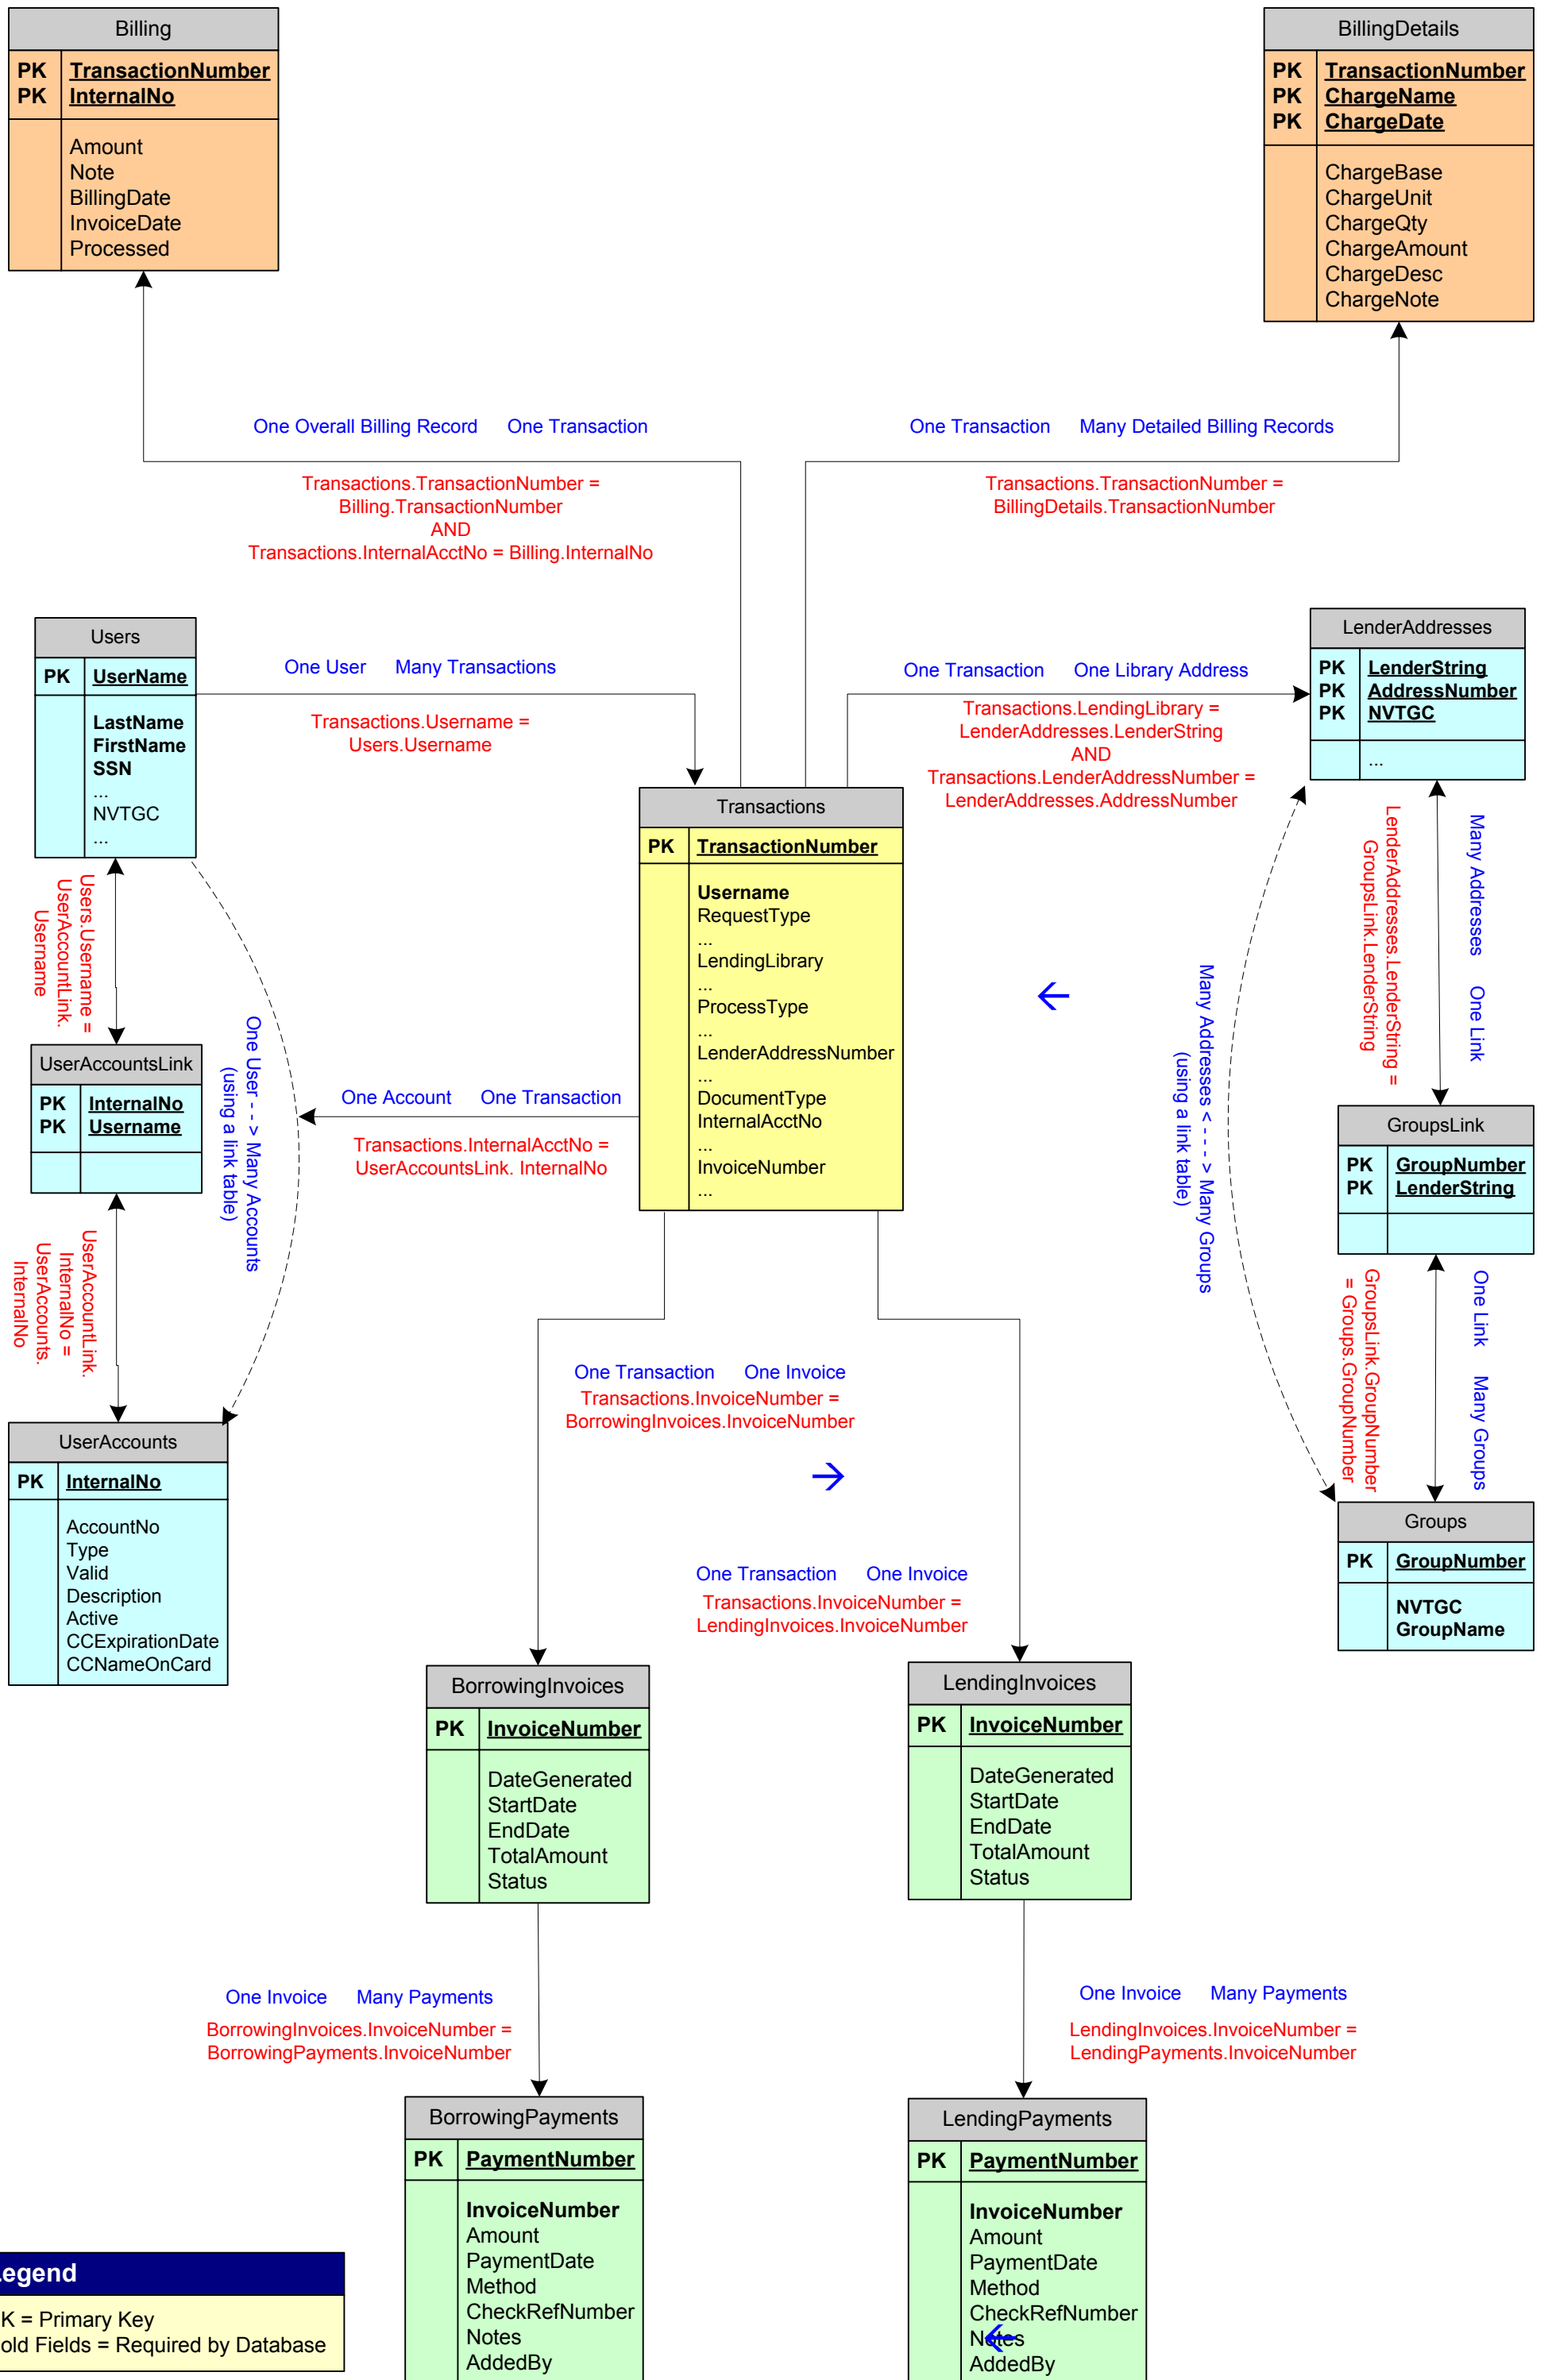 Billing
PK TransactionNumber
PK InternalNo
Amount
Note
BillingDate
InvoiceDate
Processed
BillingDetails
PK TransactionNumber
PK ChargeName
PK ChargeDate
ChargeBase
ChargeUnit
ChargeQty
ChargeAmount
ChargeDesc
ChargeNote
One Overall Billing Record One Transaction
Transactions.TransactionNumber =
Billing.TransactionNumber
AND
Transactions.InternalAcctNo = Billing.InternalNo
One Transaction Many Detailed Billing Records
Transactions.TransactionNumber =
BillingDetails.TransactionNumber
Users
PK UserName
LastName
FirstName
SSN
...
NVTGC
...
One User Many Transactions
Transactions.Username =
Users.Username
One Transaction One Library Address
Transactions.LendingLibrary =
LenderAddresses.LenderString
AND
Transactions.LenderAddressNumber =
LenderAddresses.AddressNumber
LenderAddresses
PK LenderString
PK AddressNumber
PK NVTGC
...
Transactions
PK TransactionNumber
Username
RequestType
...
LendingLibrary
...
ProcessType
...
LenderAddressNumber
...
DocumentType
InternalAcctNo
...
InvoiceNumber
...
Users.Username =
UserAccountLink.
Username
UserAccountsLink
PK InternalNo
PK Username
One User - - > Many Accounts
(using a link table)
One Account One Transaction
Transactions.InternalAcctNo =
UserAccountsLink. InternalNo
UserAccountLink.
InternalNo =
UserAccounts.
InternalNo
UserAccounts
PK InternalNo
AccountNo
Type
Valid
Description
Active
CCExpirationDate
CCNameOnCard
←
Many Addresses < - - - > Many Groups
(using a link table)
Many Addresses One Link
LenderAddresses.LenderString =
GroupsLink.LenderString
GroupsLink
PK GroupNumber
PK LenderString
One Link Many Groups
GroupsLink.GroupNumber
= Groups.GroupNumber
Groups
PK GroupNumber
NVTGC
GroupName
One Transaction One Invoice
Transactions.InvoiceNumber =
BorrowingInvoices.InvoiceNumber
→
One Transaction One Invoice
Transactions.InvoiceNumber =
LendingInvoices.InvoiceNumber
BorrowingInvoices
PK InvoiceNumber
DateGenerated
StartDate
EndDate
TotalAmount
Status
LendingInvoices
PK InvoiceNumber
DateGenerated
StartDate
EndDate
TotalAmount
Status
One Invoice Many Payments
BorrowingInvoices.InvoiceNumber =
BorrowingPayments.InvoiceNumber
One Invoice Many Payments
LendingInvoices.InvoiceNumber =
LendingPayments.InvoiceNumber
BorrowingPayments
PK PaymentNumber
InvoiceNumber
Amount
PaymentDate
Method
CheckRefNumber
Notes
AddedBy
LendingPayments
PK PaymentNumber
InvoiceNumber
Amount
PaymentDate
Method
CheckRefNumber
Notes
←
AddedBy
egend
K = Primary Key
old Fields = Required by Database